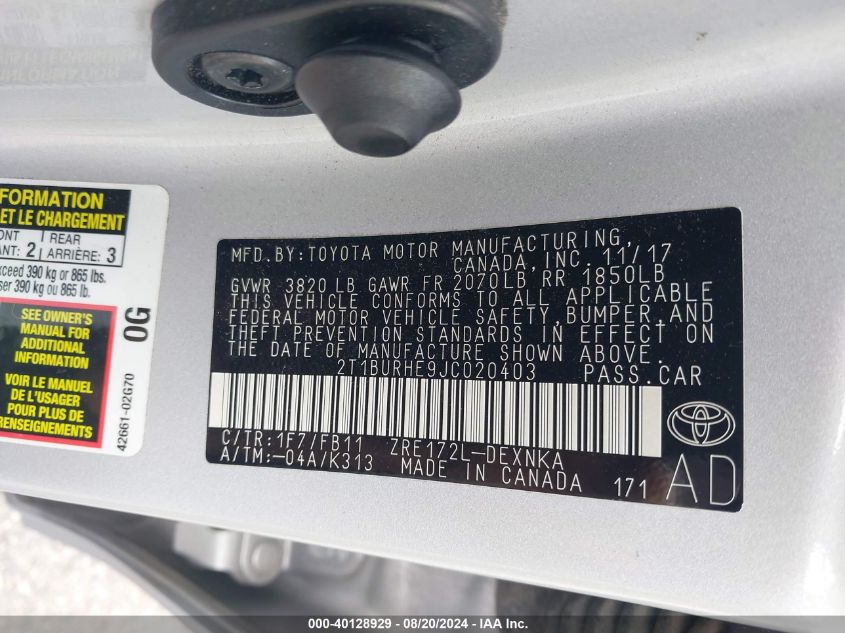 FORMATION
ET LE CHARGEMENT
2 REAR 3
ARRIÈRE:
xceed 390 kg or 865 lbs.
ser 390 kg ou 865 lb.
SEE OWNER'S
MANUAL FOR
ADDITIONAL
INFORMATION
VOIR LE MANUEL
DE L'USAGER
POUR PLUS DE
RENSEIGNEMENTS
0G
42661-02G70
MFD. BY: TOYOTA MOTOR MANUFACTURING,
CANADA, INC. 11/17
GVWR 3820 LB GAWR FR 2070LB RR 1850LB
THIS VEHICLE CONFORMS TO ALL APPLICABLE
FEDERAL MOTOR VEHICLE SAFETY, BUMPER, AND
THEFT PREVENTION STANDARDS IN EFFECT ON
THE DATE OF MANUFACTURE SHOWN ABOVE.
2T1BURHE9JC020403 PASS. CAR
C/TR: 1F7/FB11 ZRE172L-DEXNKA
A/TM: -04A/K313 MADE IN CANADA 171
AD
000-40128929 - 08/20/2024 - IAA Inc.